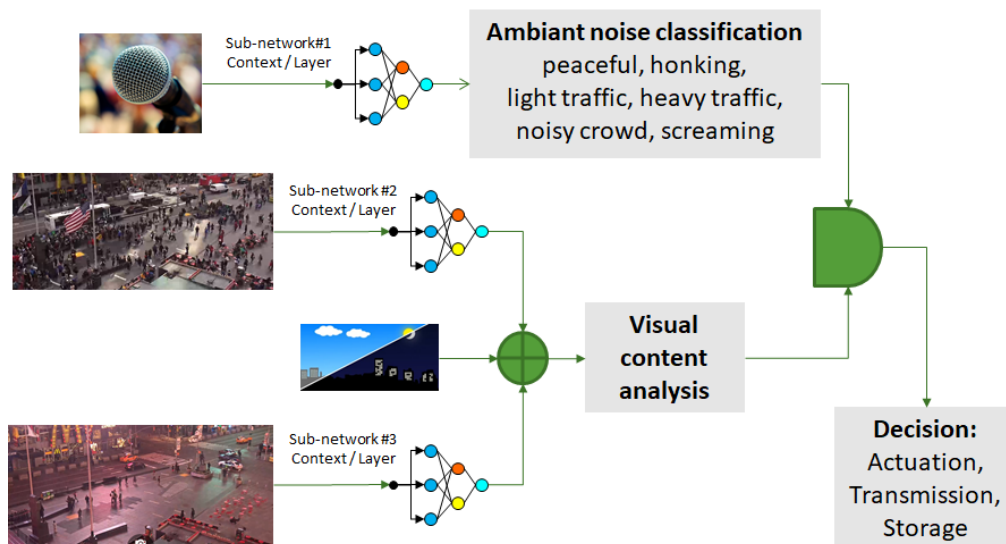 Sub-network#1
Context / Layer
Ambiant noise classification
peaceful, honking,
light traffic, heavy traffic,
noisy crowd, screaming
Sub-network #2
Context / Layer
Visual
content
analysis
Sub-network #3
Context / Layer
Decision:
Actuation,
Transmission,
Storage